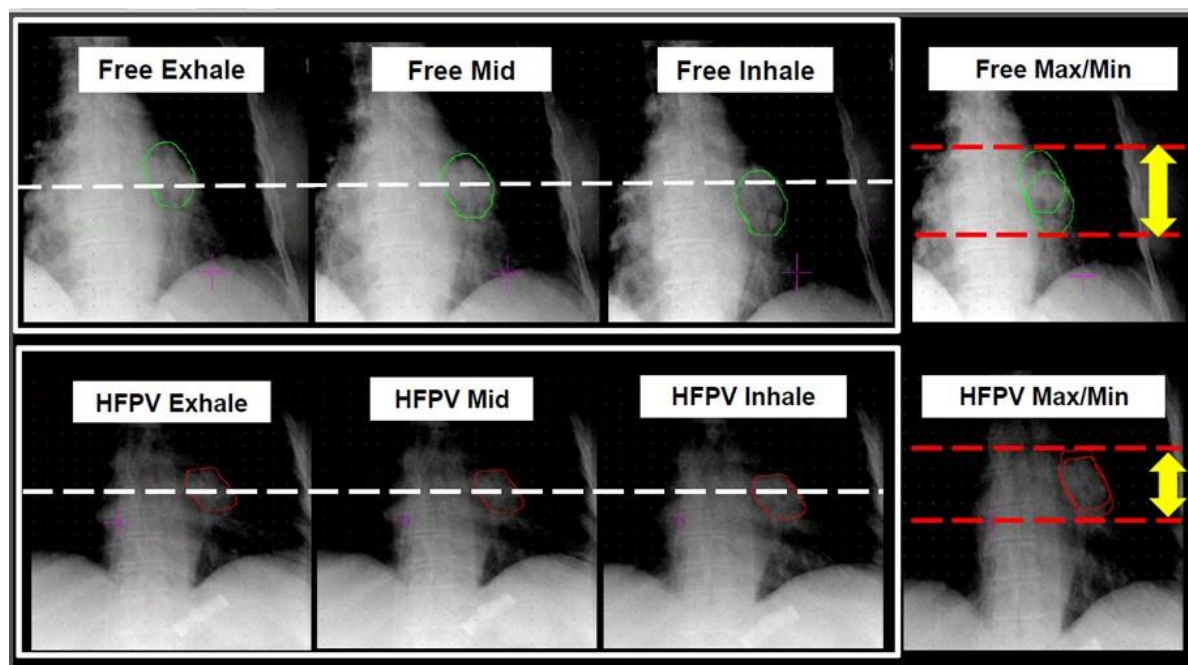 Free Exhale
Free Mid
Free Inhale
Free Max/Min
HFPV Exhale
HFPV Mid
HFPV Inhale
HFPV Max/Min